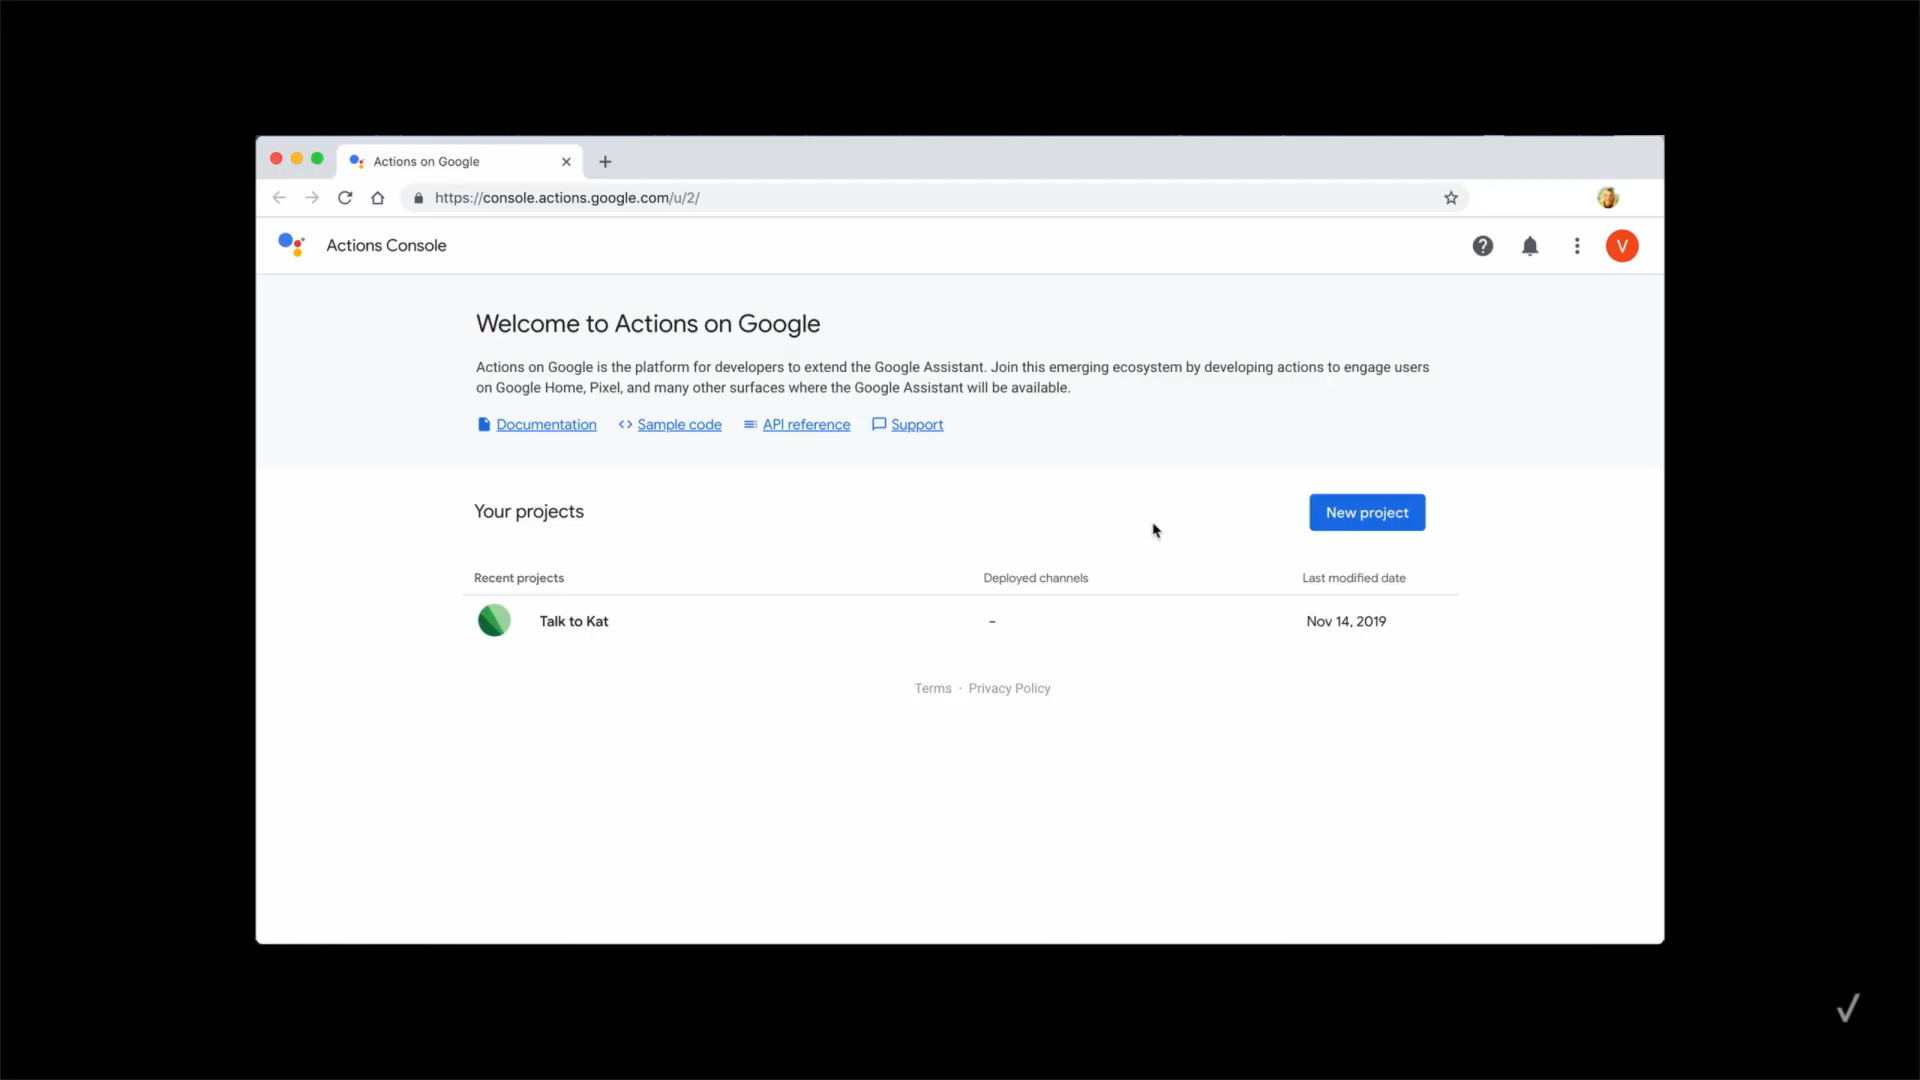 Actions on Google
https://console.actions.google.com/u/2/
Actions Console
V
Welcome to Actions on Google
Actions on Google is the platform for developers to extend the Google Assistant. Join this emerging ecosystem by developing actions to engage users
on Google Home, Pixel, and many other surfaces where the Google Assistant will be available.
Documentation Sample code API reference Support
Your projects New project
Recent projects Deployed channels Last modified date
Talk to Kat – Nov 14, 2019
Terms · Privacy Policy